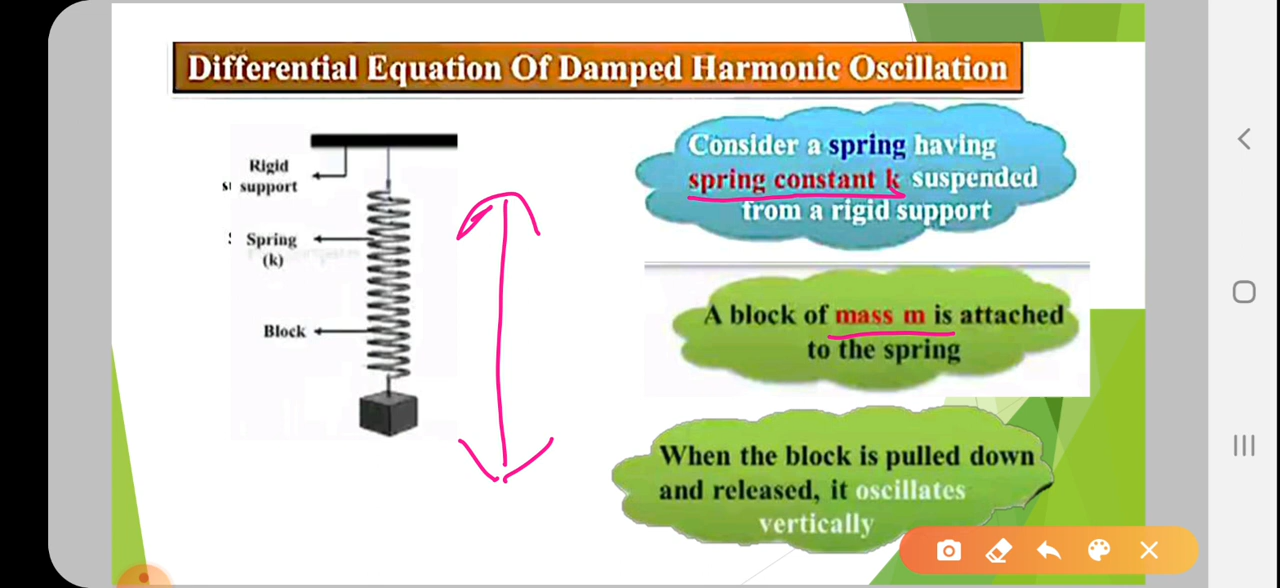 Differential Equation Of Damped Harmonic Oscillation
Rigid
support
Spring
(k)
Block
Consider a spring having
spring constant k suspended
from a rigid support
A block of mass m is attached
to the spring
When the block is pulled down
and released, it oscillates
vertically